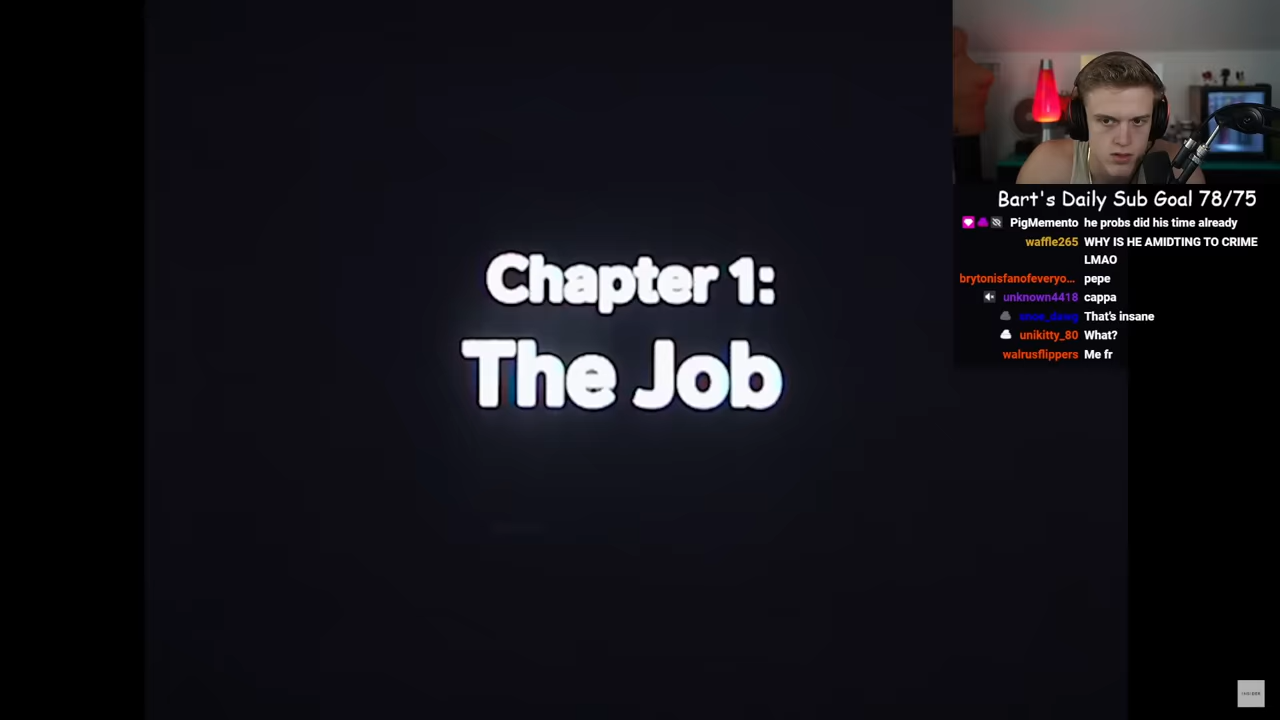 Chapter 1:
The Job
Bart's Daily Sub Goal 78/75
PigMemento he probs did his time already
waffle265 WHY IS HE AMIDTING TO CRIME
LMAO
brytonisfanofeveryo... pepe
unknown4418 cappa
That's insane
unikitty_80 What?
walrusflippers Me fr